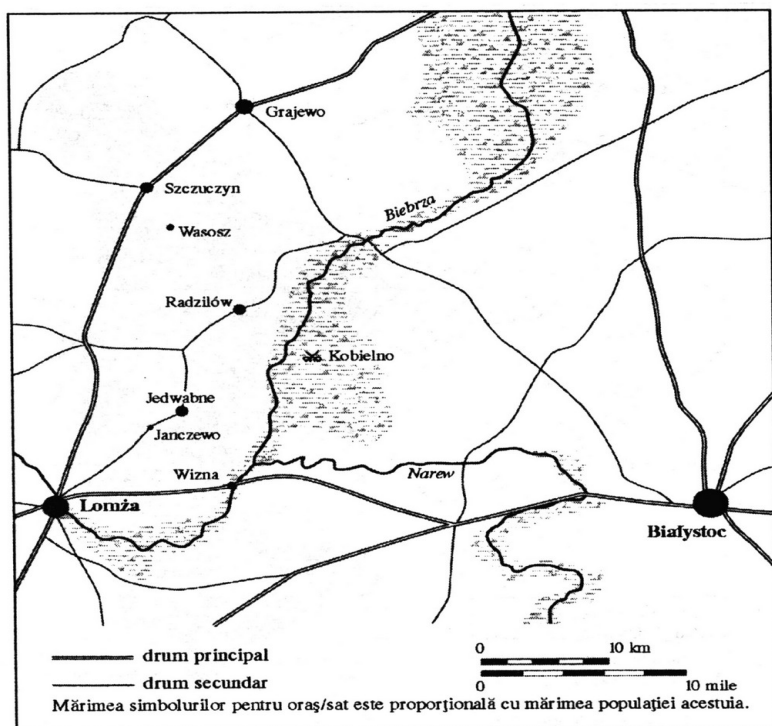 Grajewo
Szczuczyn
Biebrza
Wasosz
Radzilów
Kobielno
Jedwabne
Janczewo
Wizna
Narew
Lomża
Białystoc
drum principal
drum secundar
0 10 km
0 10 mile
Mărimea simbolurilor pentru oraş/sat este proporţională cu mărimea populaţiei acestuia.